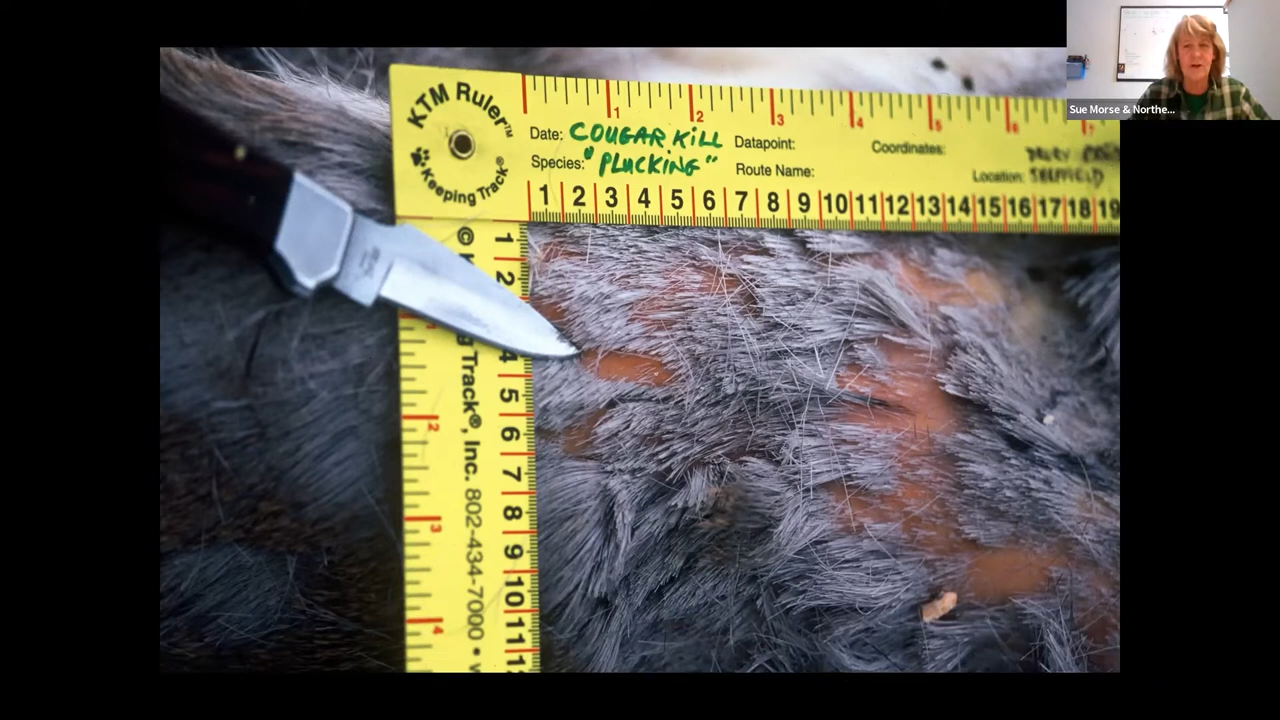 KTM Ruler™
Keeping Track®
1 2 3 4 5 6 7
Date: COUGAR KILL Datapoint: Coordinates:
Species: "PLUCKING" Route Name: Location: SHEFFIELD
1 2 3 4 5 6 7 8 9 10 11 12 13 14 15 16 17 18 19
1 2 4 5 6 7 8 9 10 11
2 3 4
g Track®, Inc. 802-434-7000 •
Sue Morse & Northe...